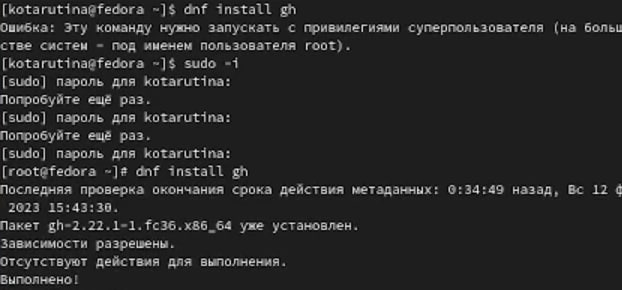 [kotarutina@fedora ~]$ dnf install gh
Ошибка: Эту команду нужно запускать с привилегиями суперпользователя (на боль
стве систем - под именем пользователя root).
[kotarutina@fedora ~]$ sudo -i
[sudo] пароль для kotarutina:
Попробуйте ещё раз.
[sudo] пароль для kotarutina:
Попробуйте ещё раз.
[sudo] пароль для kotarutina:
[root@fedora ~]# dnf install gh
Последняя проверка окончания срока действия метаданных: 0:34:49 назад, Вс 12 ф
2023 15:43:30.
Пакет gh-2.22.1-1.fc36.x86_64 уже установлен.
Зависимости разрешены.
Отсутствуют действия для выполнения.
Выполнено!